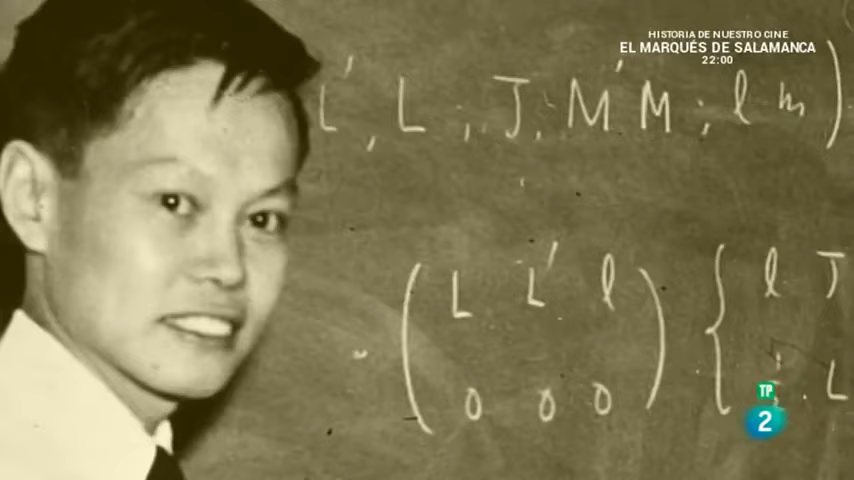 HISTORIA DE NUESTRO CINE
EL MARQUÉS DE SALAMANCA
22:00
L' , L ; J , M' M ; l m )
( L L' l ) { l J
0 0 0 L
TP
2